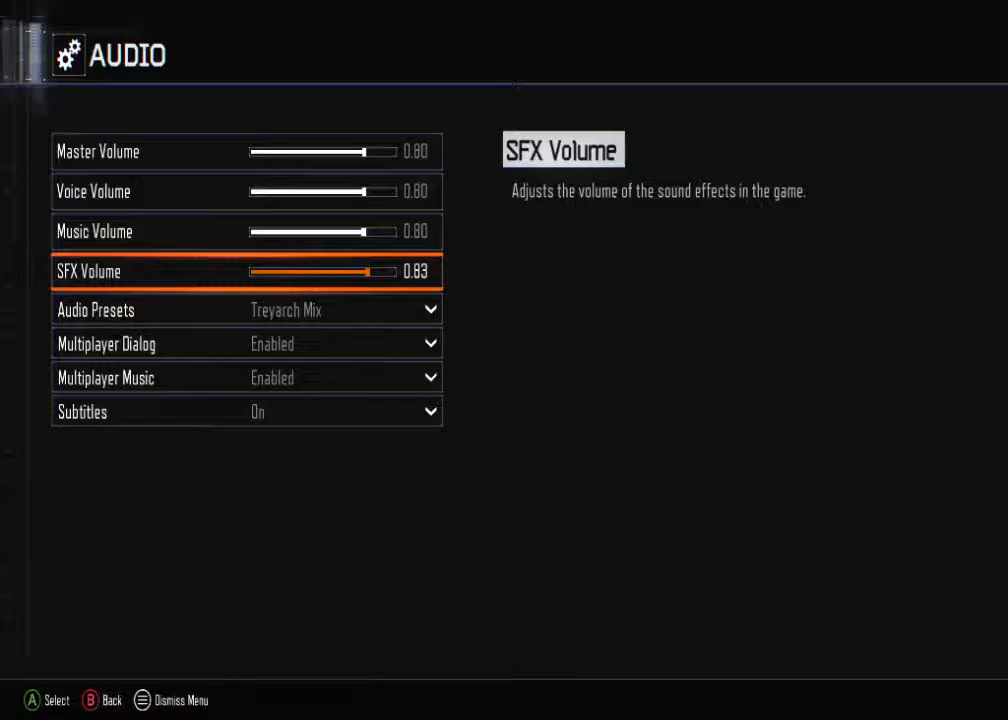 AUDIO
Master Volume 0.80
Voice Volume 0.80
Music Volume 0.80
SFX Volume 0.83
Audio Presets Treyarch Mix
Multiplayer Dialog Enabled
Multiplayer Music Enabled
Subtitles On
SFX Volume
Adjusts the volume of the sound effects in the game.
A Select B Back Dismiss Menu